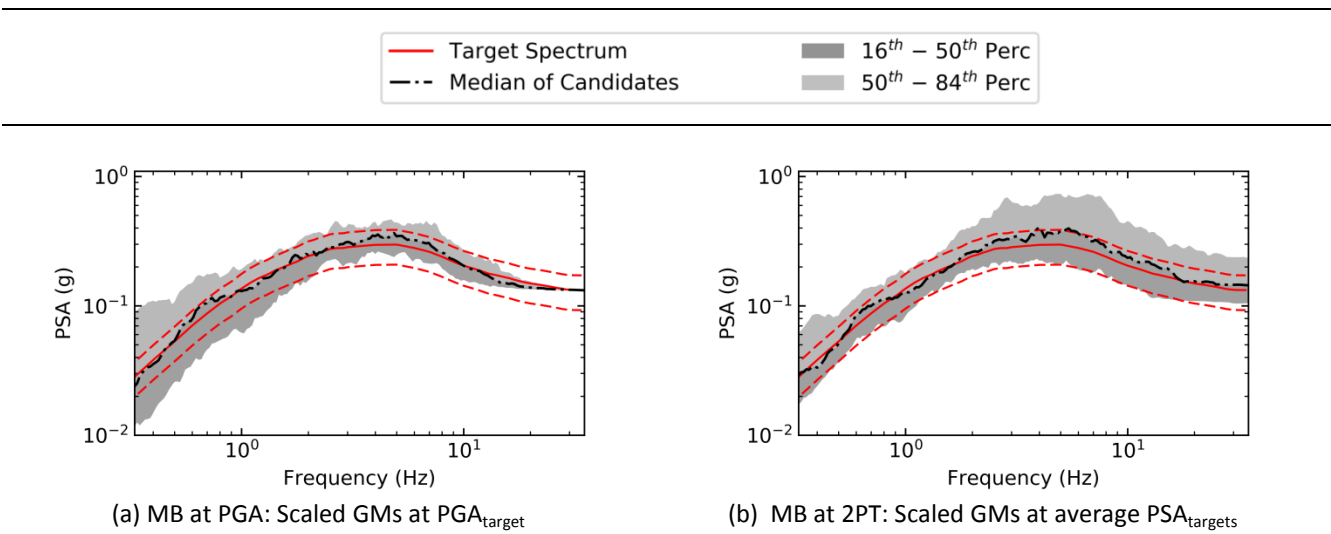 Target Spectrum
Median of Candidates
16th – 50th Perc
50th – 84th Perc
10^0
10^-1
10^-2
PSA (g)
10^0
10^1
Frequency (Hz)
(a) MB at PGA: Scaled GMs at PGAtarget
10^0
10^-1
10^-2
PSA (g)
10^0
10^1
Frequency (Hz)
(b) MB at 2PT: Scaled GMs at average PSAtargets